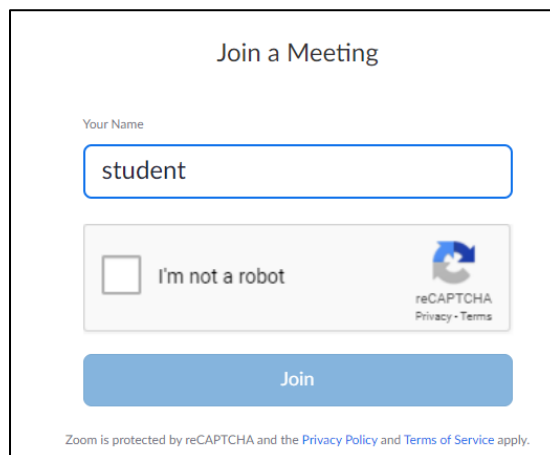 Join a Meeting
Your Name
student
I'm not a robot
reCAPTCHA
Privacy - Terms
Join
Zoom is protected by reCAPTCHA and the Privacy Policy and Terms of Service apply.